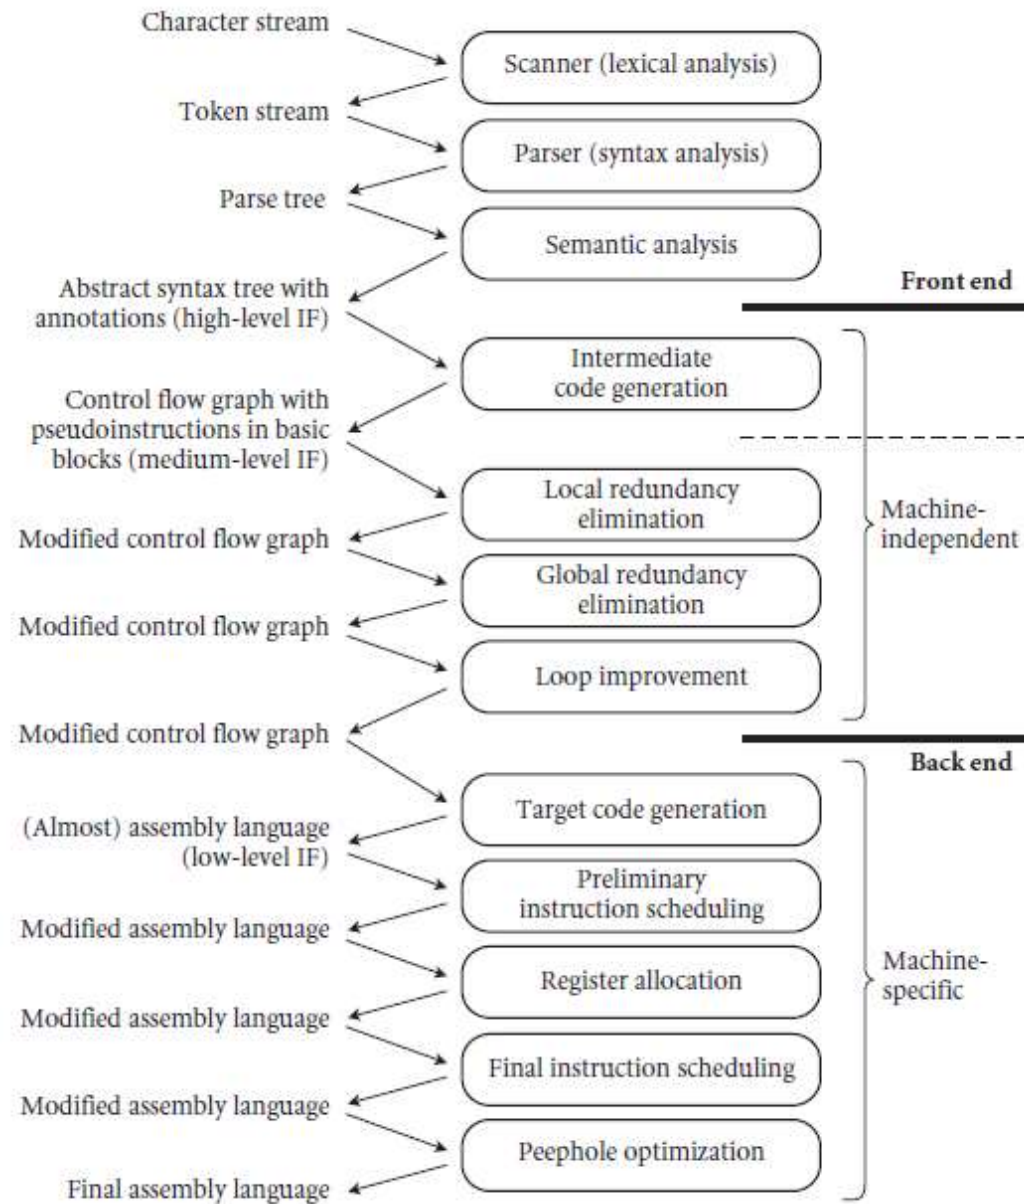 Character stream
Scanner (lexical analysis)
Token stream
Parser (syntax analysis)
Parse tree
Semantic analysis
Front end
Abstract syntax tree with
annotations (high-level IF)
Intermediate
code generation
Control flow graph with
pseudoinstructions in basic
blocks (medium-level IF)
Local redundancy
elimination
Machine-
independent
Modified control flow graph
Global redundancy
elimination
Modified control flow graph
Loop improvement
Modified control flow graph
Back end
Target code generation
(Almost) assembly language
(low-level IF)
Preliminary
instruction scheduling
Modified assembly language
Register allocation
Machine-
specific
Modified assembly language
Final instruction scheduling
Modified assembly language
Peephole optimization
Final assembly language